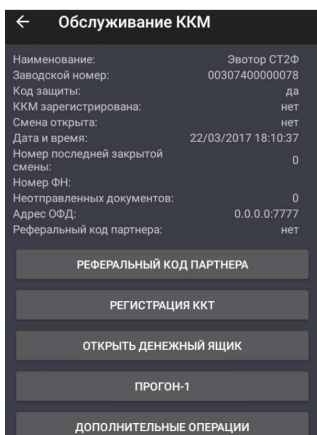 ← Обслуживание ККМ
Наименование: Эвотор СТ2Ф
Заводской номер: 00307400000078
Код защиты: да
ККМ зарегистрирована: нет
Смена открыта: нет
Дата и время: 22/03/2017 18:10:37
Номер последней закрытой
смены: 0
Номер ФН:
Неотправленных документов: 0
Адрес ОФД: 0.0.0.0:7777
Реферальный код партнера: нет
РЕФЕРАЛЬНЫЙ КОД ПАРТНЕРА
РЕГИСТРАЦИЯ ККТ
ОТКРЫТЬ ДЕНЕЖНЫЙ ЯЩИК
ПРОГОН-1
ДОПОЛНИТЕЛЬНЫЕ ОПЕРАЦИИ